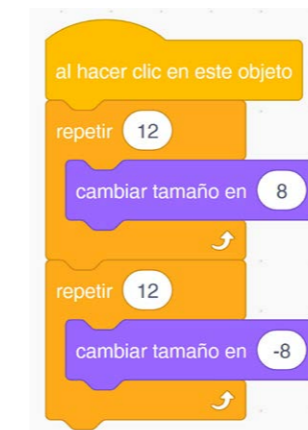 al hacer clic en este objeto
repetir 12
cambiar tamaño en 8
repetir 12
cambiar tamaño en -8